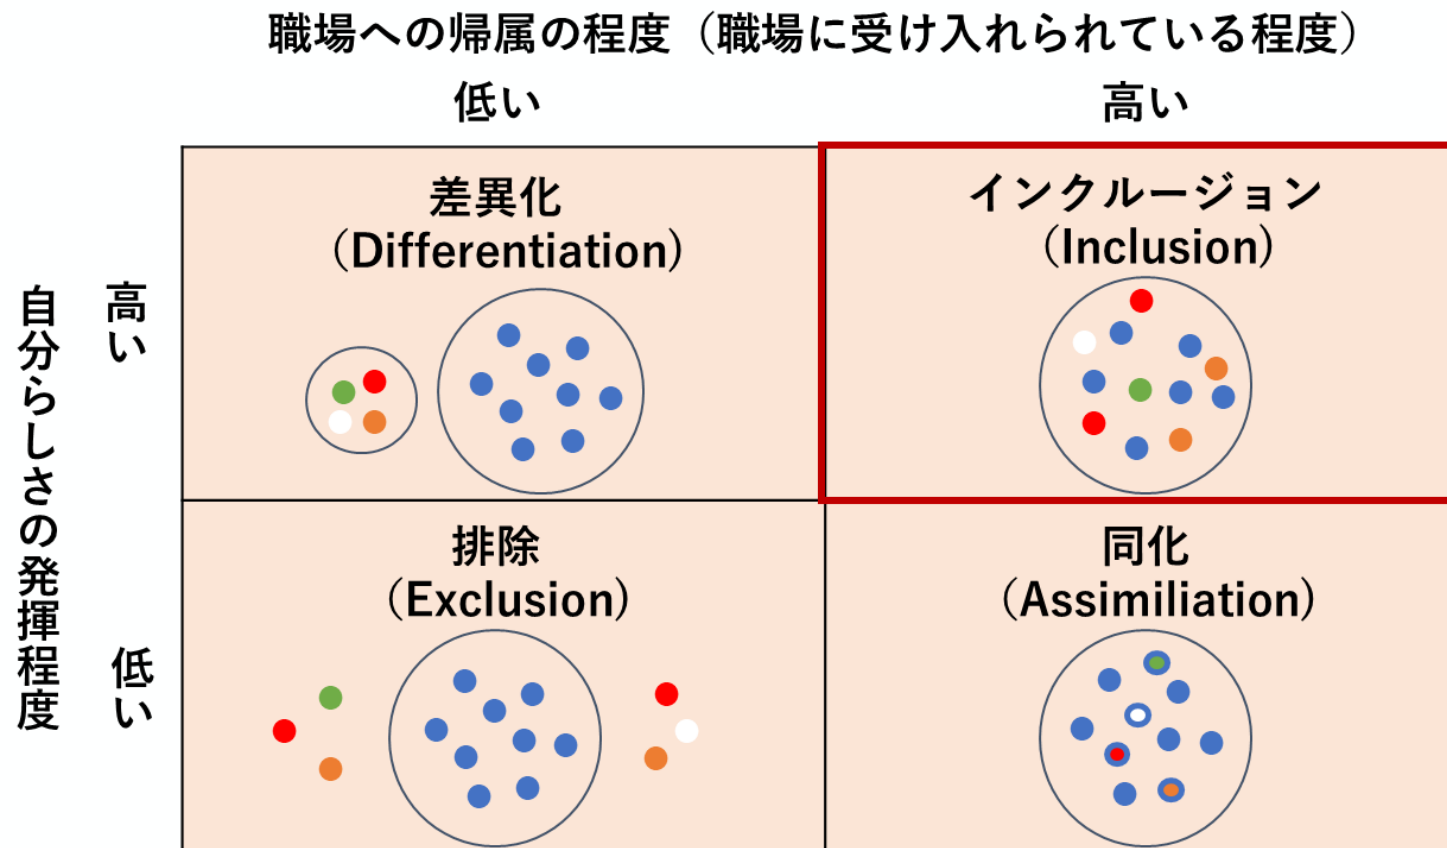 職場への帰属の程度（職場に受け入れられている程度）
低い
高い
自分らしさの発揮程度
高い
差異化
（Differentiation）
インクルージョン
（Inclusion）
低い
排除
（Exclusion）
同化
（Assimiliation）